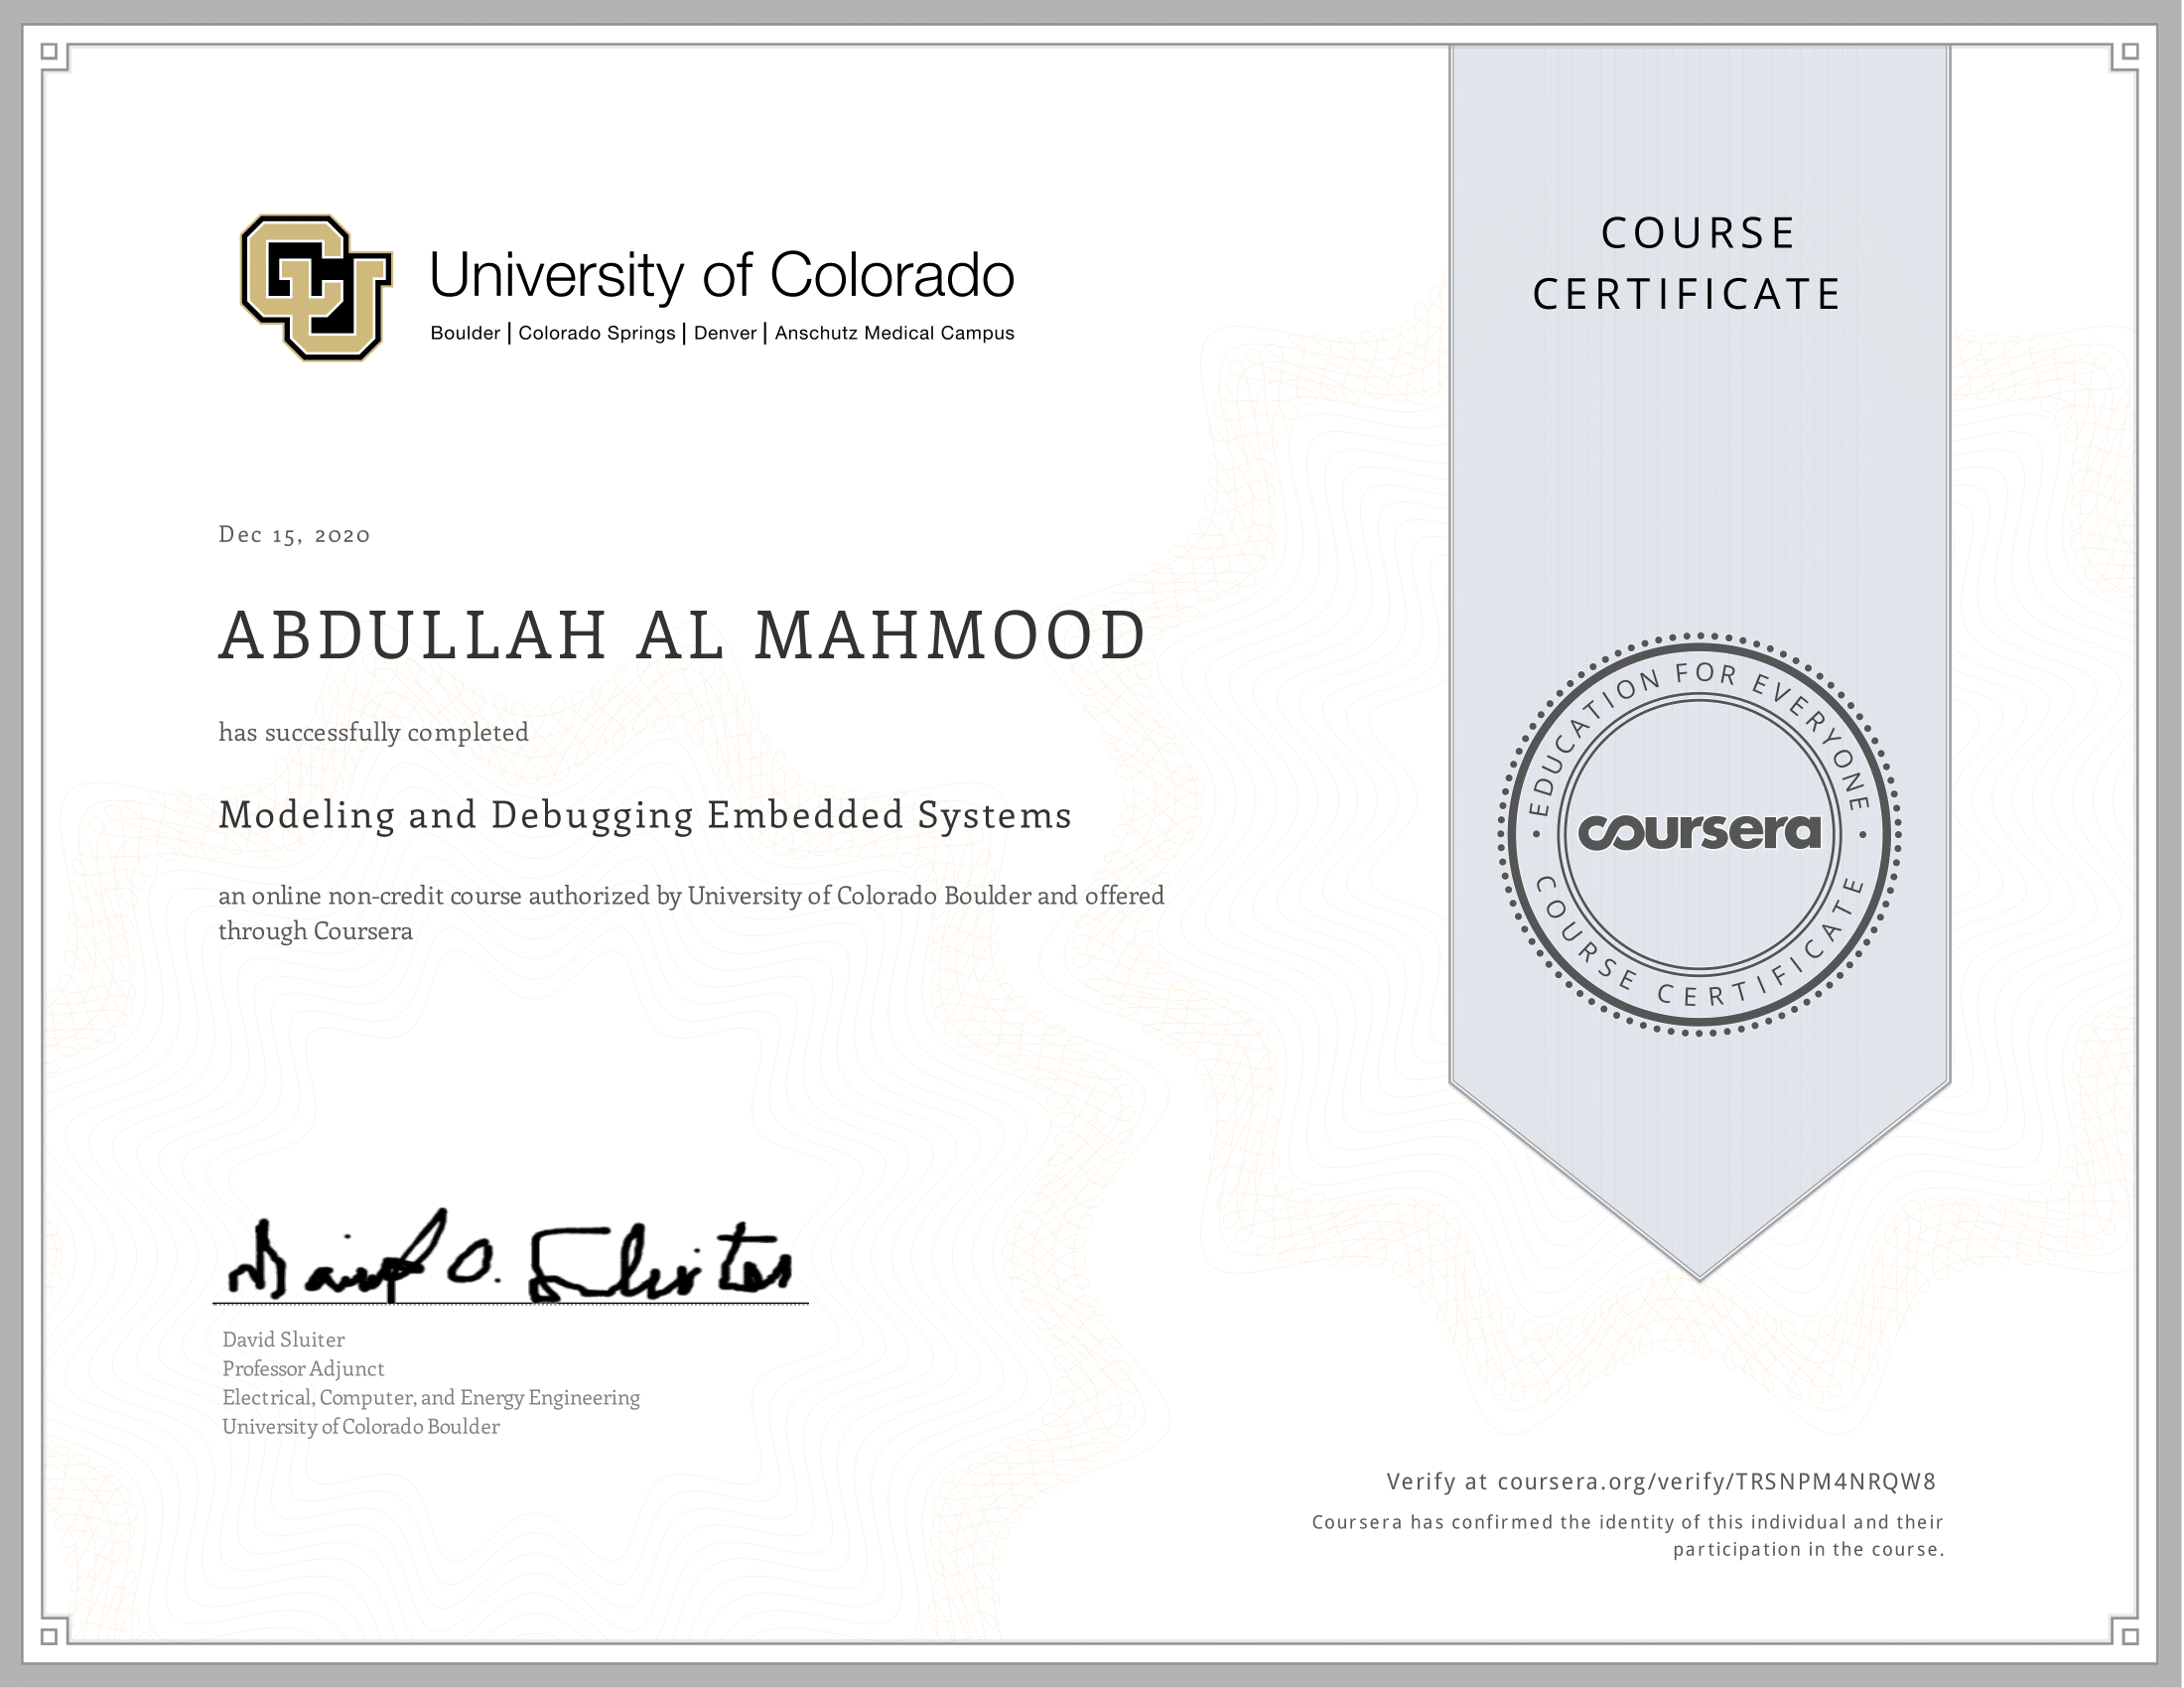 University of Colorado
Boulder | Colorado Springs | Denver | Anschutz Medical Campus
COURSE
CERTIFICATE
Dec 15, 2020
ABDULLAH AL MAHMOOD
has successfully completed
Modeling and Debugging Embedded Systems
an online non-credit course authorized by University of Colorado Boulder and offered
through Coursera
EDUCATION FOR EVERYONE
coursera
COURSE CERTIFICATE
David O. Sluiter
David Sluiter
Professor Adjunct
Electrical, Computer, and Energy Engineering
University of Colorado Boulder
Verify at coursera.org/verify/TRSNPM4NRQW8
Coursera has confirmed the identity of this individual and their
participation in the course.